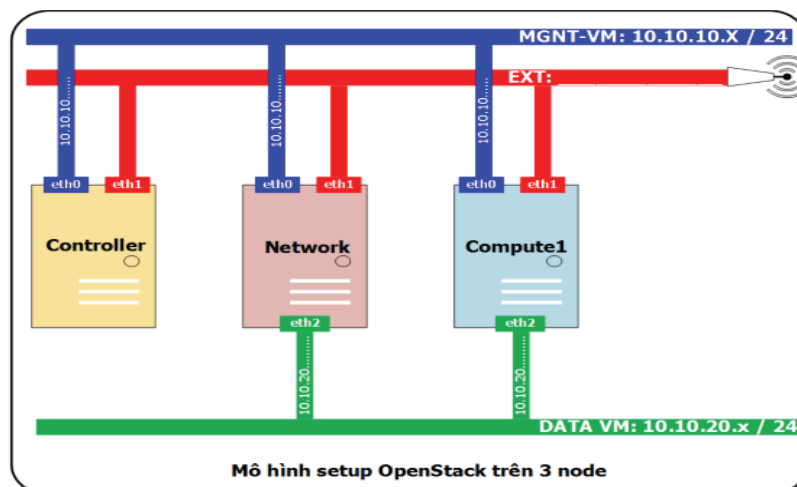 MGNT-VM: 10.10.10.X / 24
EXT:
10.10.10.......
10.10.10.......
10.10.10.......
eth0
eth1
eth0
eth1
eth0
eth1
Controller
Network
Compute1
eth2
eth2
10.10.20.......
10.10.20.......
DATA VM: 10.10.20.x / 24
Mô hình setup OpenStack trên 3 node